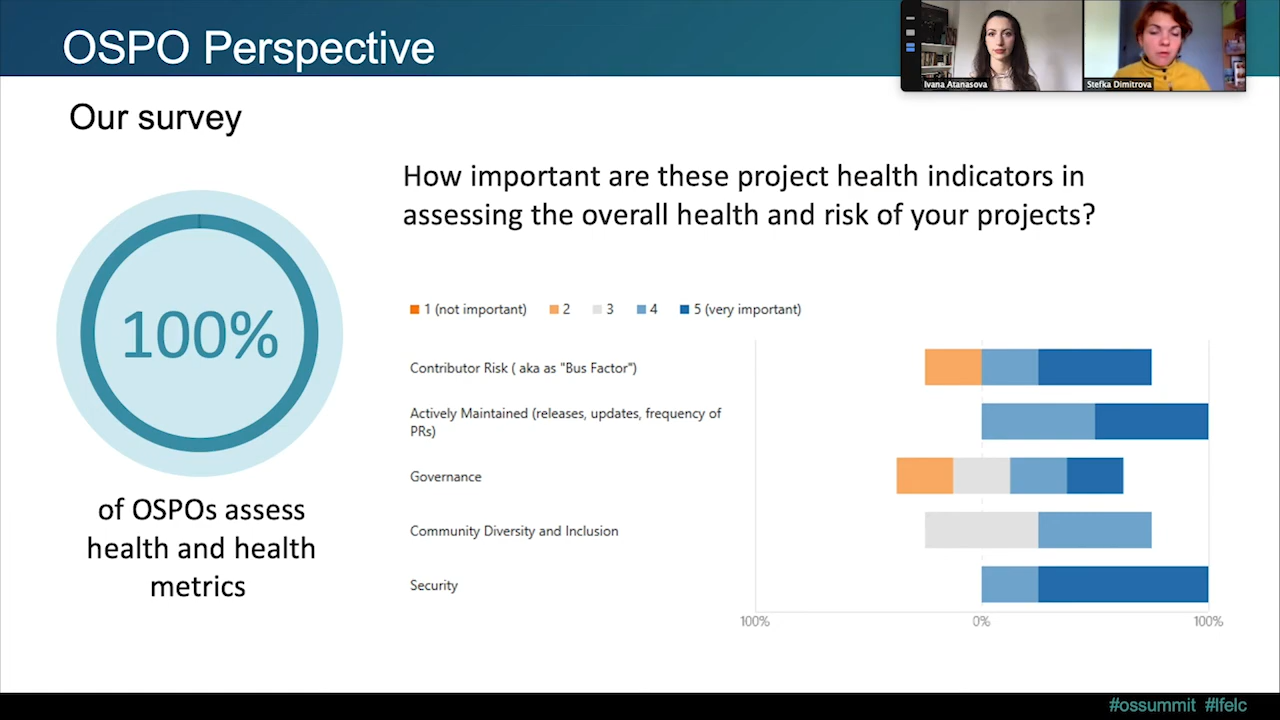 OSPO Perspective
Ivana Atanasova
Stefka Dimitrova
Our survey
100%
of OSPOs assess
health and health
metrics
How important are these project health indicators in
assessing the overall health and risk of your projects?
1 (not important) 2 3 4 5 (very important)
Contributor Risk ( aka as "Bus Factor")
Actively Maintained (releases, updates, frequency of
PRs)
Governance
Community Diversity and Inclusion
Security
100% 0% 100%
#ossummit #lfelc